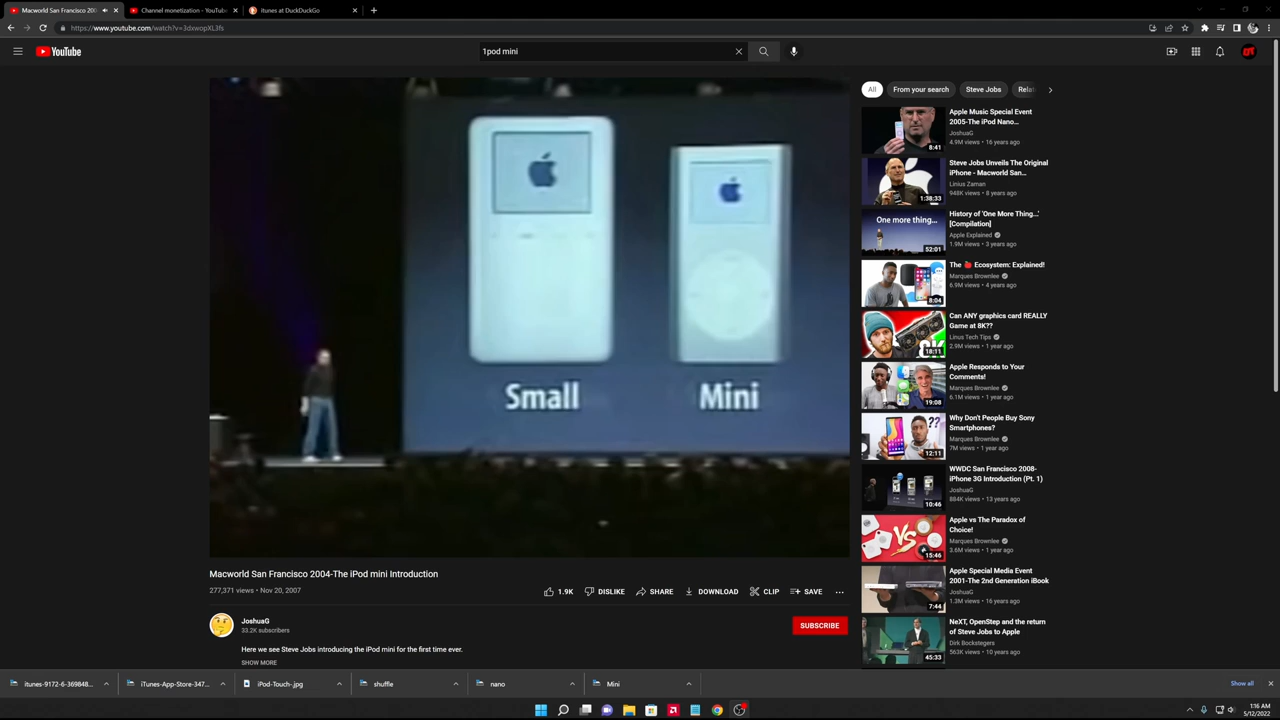 Macworld San Francisco 200
Channel monetization - YouTub
Itunes at DuckDuckGo
https://www.youtube.com/watch?v=3dxwopXL3fs
YouTube
1pod mini
All
From your search
Steve Jobs
Rela
Small
Mini
Macworld San Francisco 2004-The iPod mini Introduction
277,371 views • Nov 20, 2007
1.9K
DISLIKE
SHARE
DOWNLOAD
CLIP
SAVE
JoshuaG
33.2K subscribers
SUBSCRIBE
Here we see Steve Jobs introducing the iPod mini for the first time ever.
SHOW MORE
Apple Music Special Event
2005-The iPod Nano...
JoshuaG
4.9M views • 16 years ago
8:41
Steve Jobs Unveils The Original
iPhone - Macworld San...
Linius Zaman
948K views • 8 years ago
1:38:33
One more thing...
History of 'One More Thing...'
[Compilation]
Apple Explained
1.9M views • 3 years ago
52:01
The 🍎 Ecosystem: Explained!
Marques Brownlee
6.9M views • 4 years ago
8:04
Can ANY graphics card REALLY
Game at 8K??
Linus Tech Tips
2.9M views • 1 year ago
8K
18:11
Apple Responds to Your
Comments!
Marques Brownlee
6.1M views • 1 year ago
19:08
Why Don't People Buy Sony
Smartphones?
Marques Brownlee
7M views • 1 year ago
??
12:11
WWDC San Francisco 2008-
iPhone 3G Introduction (Pt. 1)
JoshuaG
884K views • 13 years ago
10:46
Apple vs The Paradox of
Choice!
Marques Brownlee
3.6M views • 1 year ago
VS
15:46
Apple Special Media Event
2001-The 2nd Generation iBook
JoshuaG
1.3M views • 16 years ago
7:44
NeXT, OpenStep and the return
of Steve Jobs to Apple
Dirk Bockstegers
563K views • 10 years ago
45:33
itunes-9172-6-369848...
iTunes-App-Store-347...
iPod-Touch-.jpg
shuffle
nano
Mini
Show all
1:16 AM
5/12/2022